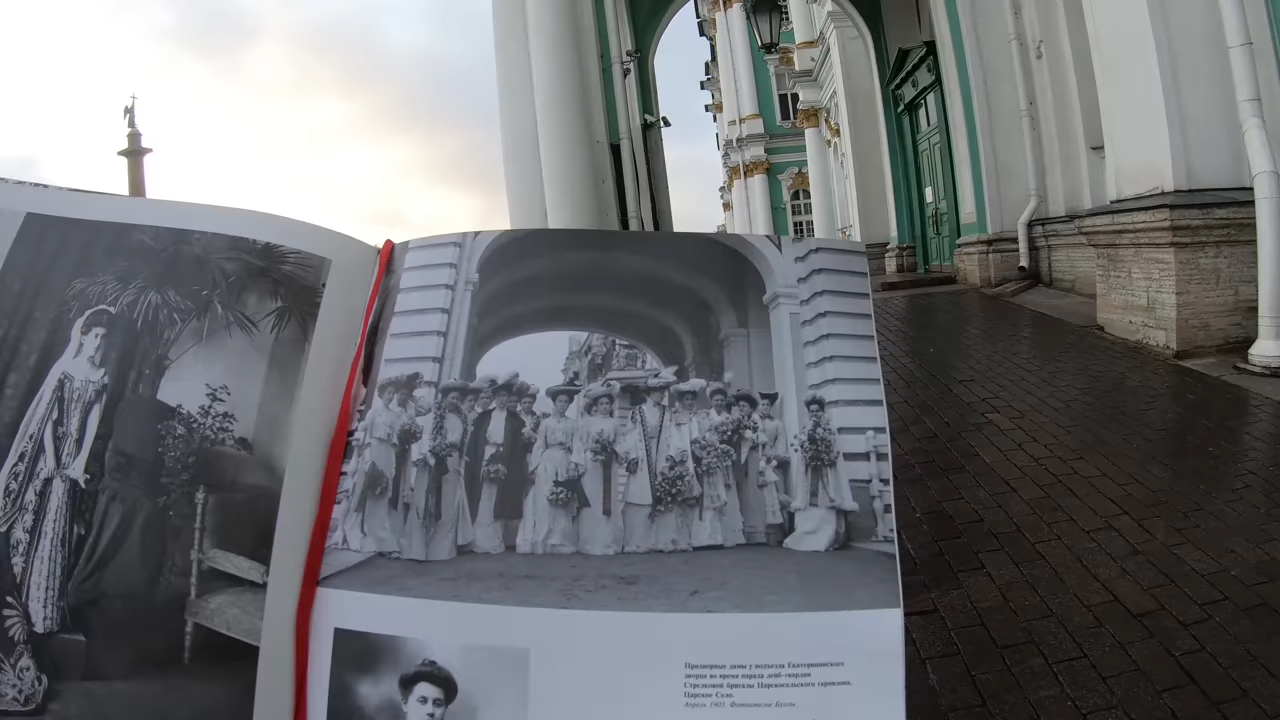 Придворные дамы у подъезда Екатерининского
дворца во время парада лейб-гвардии
Стрелковой бригады Царскосельского гарнизона.
Царское Село.
Апрель 1903. Фотоателье Буллы